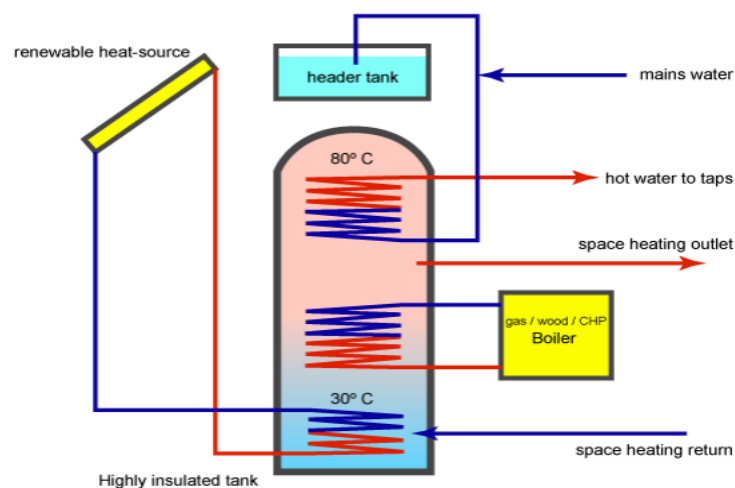 renewable heat-source
header tank
mains water
80º C
hot water to taps
space heating outlet
gas / wood / CHP
Boiler
30º C
space heating return
Highly insulated tank